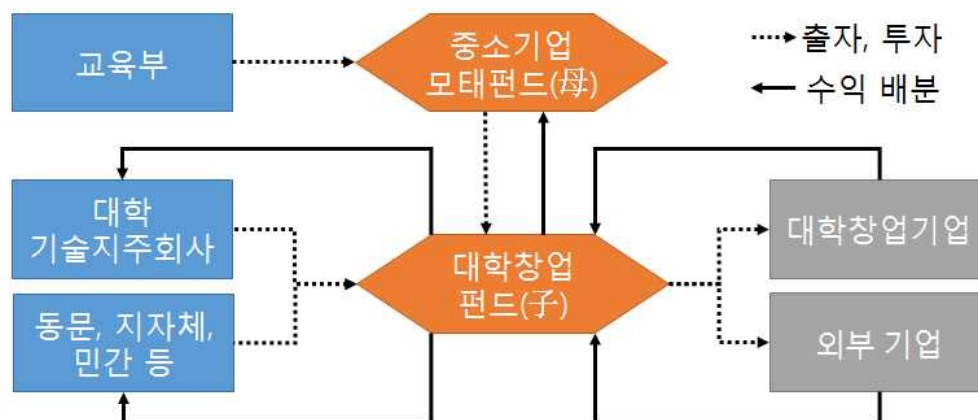 교육부
중소기업
모태펀드(母)
출자, 투자
수익 배분
대학
기술지주회사
동문, 지자체,
민간 등
대학창업
펀드(子)
대학창업기업
외부 기업